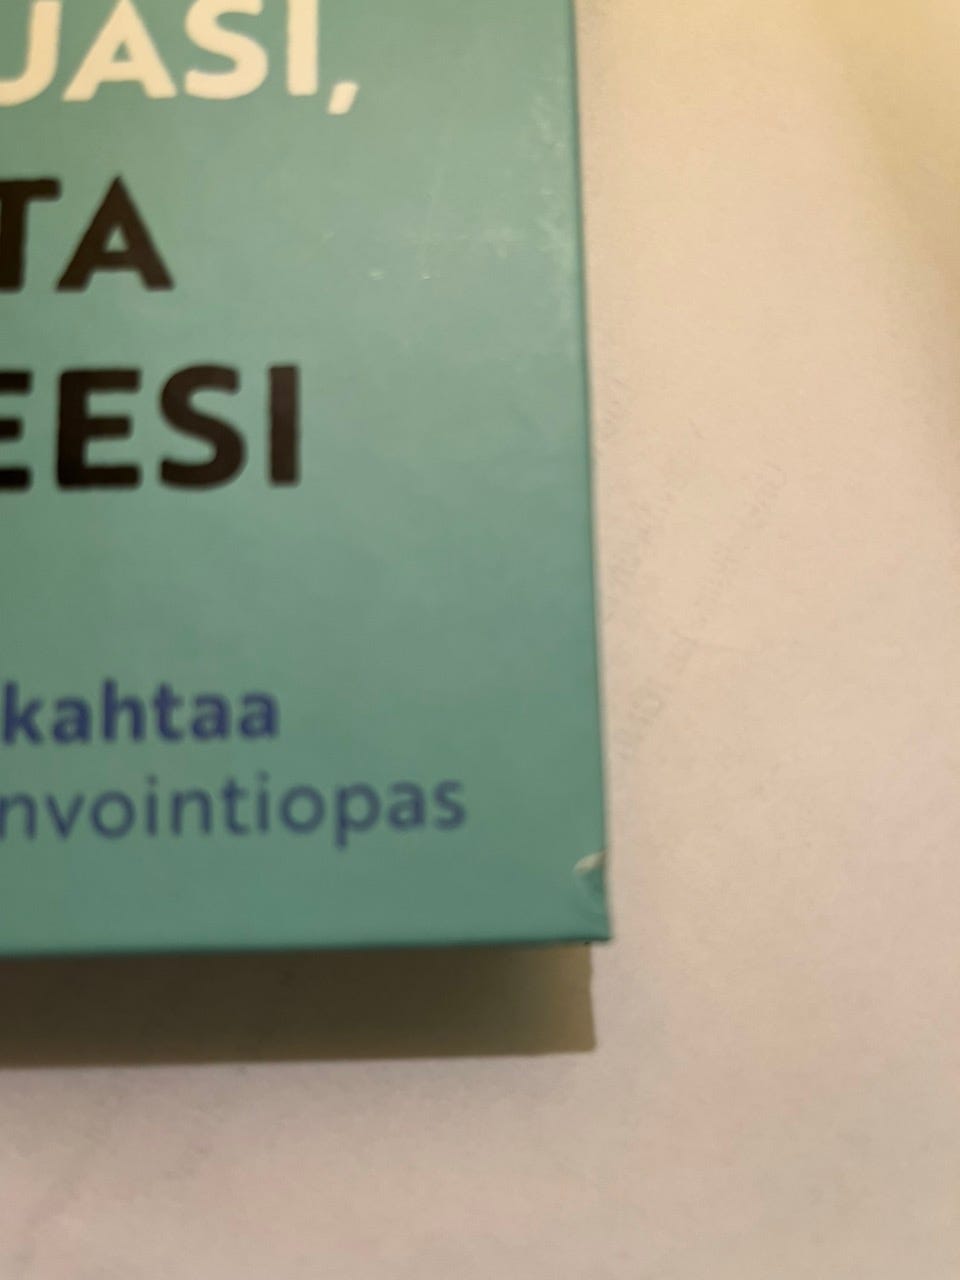 JASI,
TA
EESI
kahtaa
nvointiopas